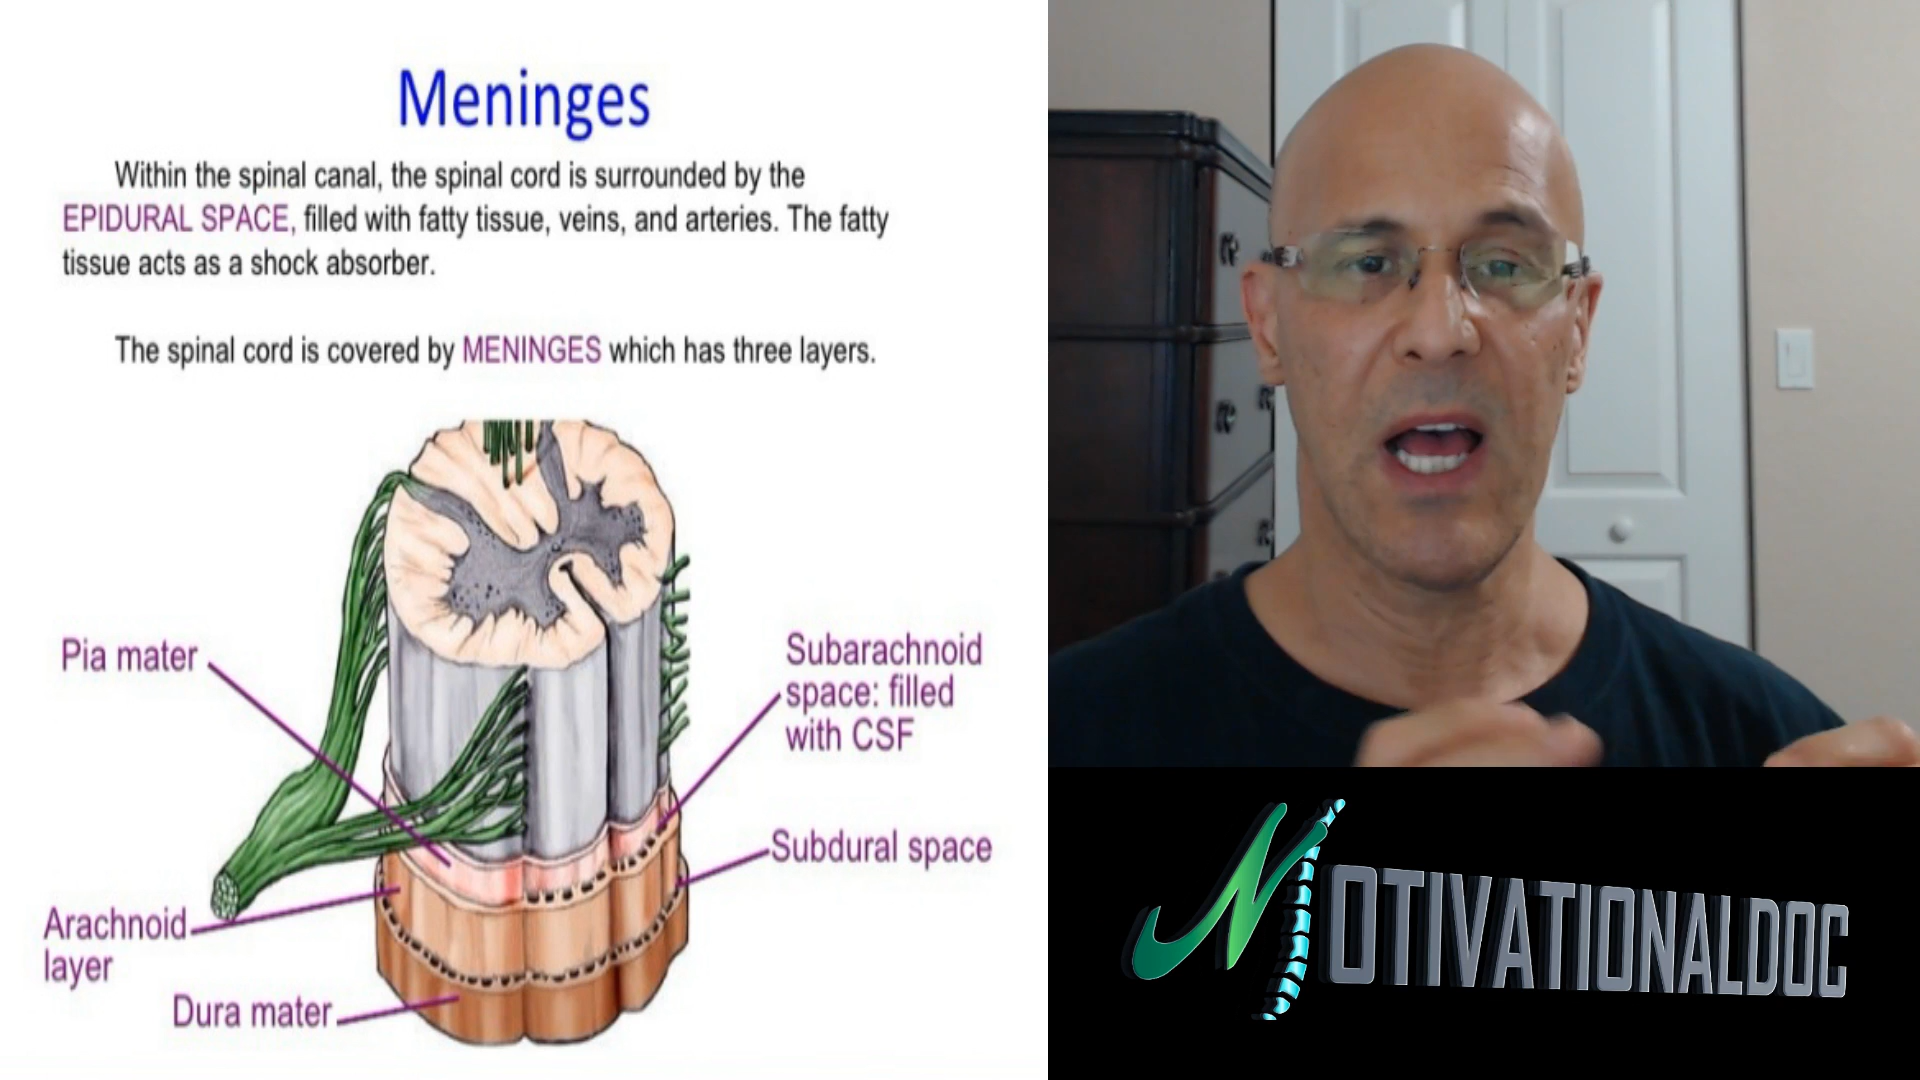 Meninges
Within the spinal canal, the spinal cord is surrounded by the
EPIDURAL SPACE, filled with fatty tissue, veins, and arteries. The fatty
tissue acts as a shock absorber.
The spinal cord is covered by MENINGES which has three layers.
Pia mater
Subarachnoid
space: filled
with CSF
Subdural space
Arachnoid
layer
Dura mater
MOTIVATIONALDOC